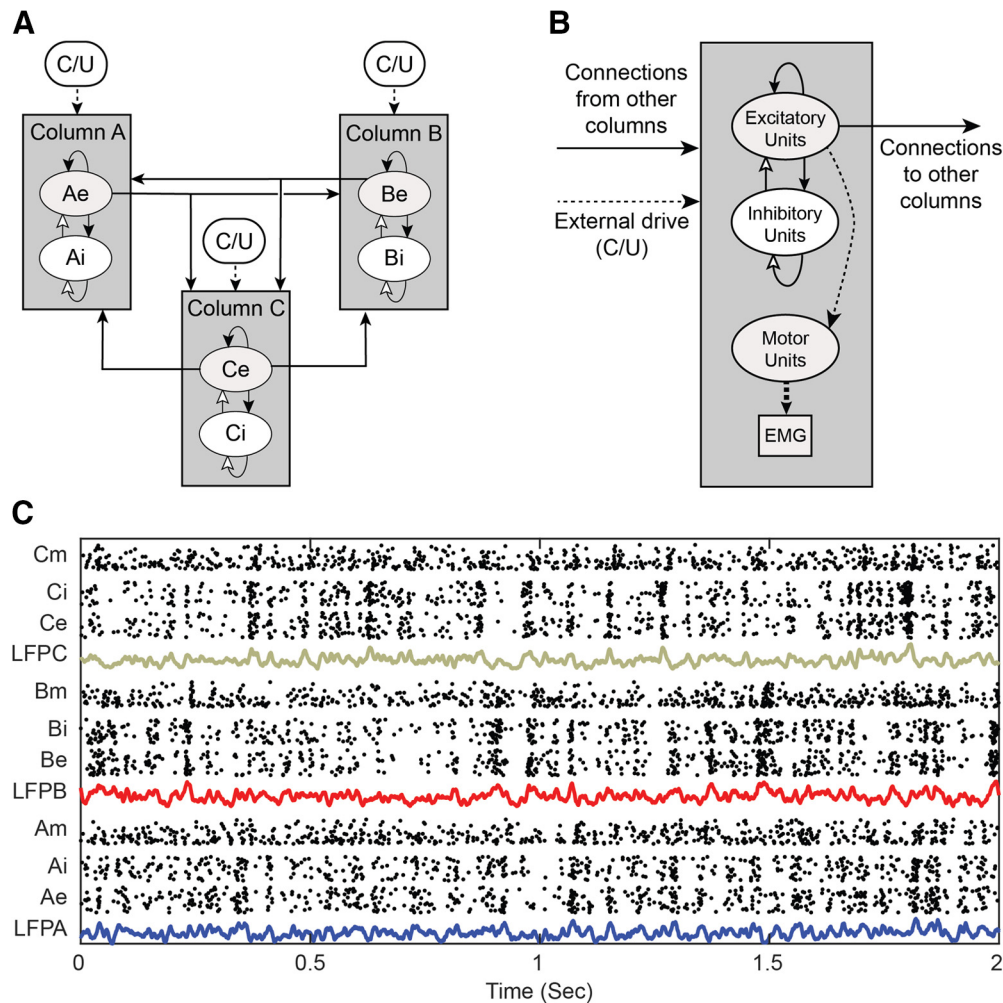 A
C/U
C/U
Column A
Column B
Ae
Be
C/U
Ai
Bi
Column C
Ce
Ci
B
Connections
from other
columns
External drive
(C/U)
Excitatory
Units
Inhibitory
Units
Motor
Units
EMG
Connections
to other
columns
C
Cm
Ci
Ce
LFPC
Bm
Bi
Be
LFPB
Am
Ai
Ae
LFPA
0
0.5
1
1.5
2
Time (Sec)